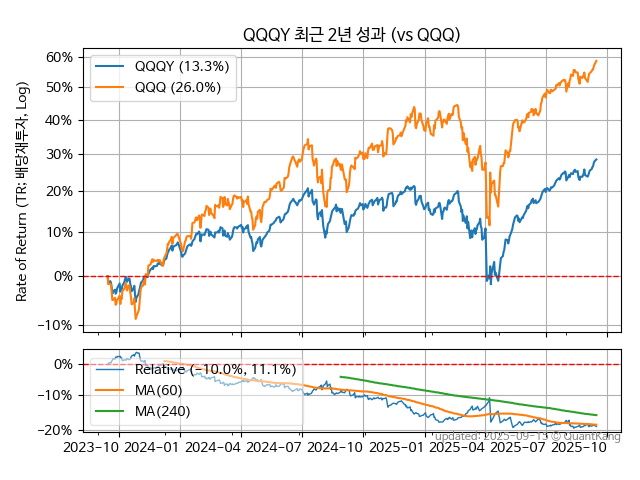 QQQY 최근 2년 성과 (vs QQQ)
Rate of Return (TR: 배당재투자, Log)
60%
50%
40%
30%
20%
10%
0%
−10%
QQQY (13.3%)
QQQ (26.0%)
0%
−10%
−20%
Relative (−10.0%, 11.1%)
MA(60)
MA(240)
2023-10 2024-01 2024-04 2024-07 2024-10 2025-01 2025-04 2025-07 2025-10
updated: 2025-09-15 © QuantKang